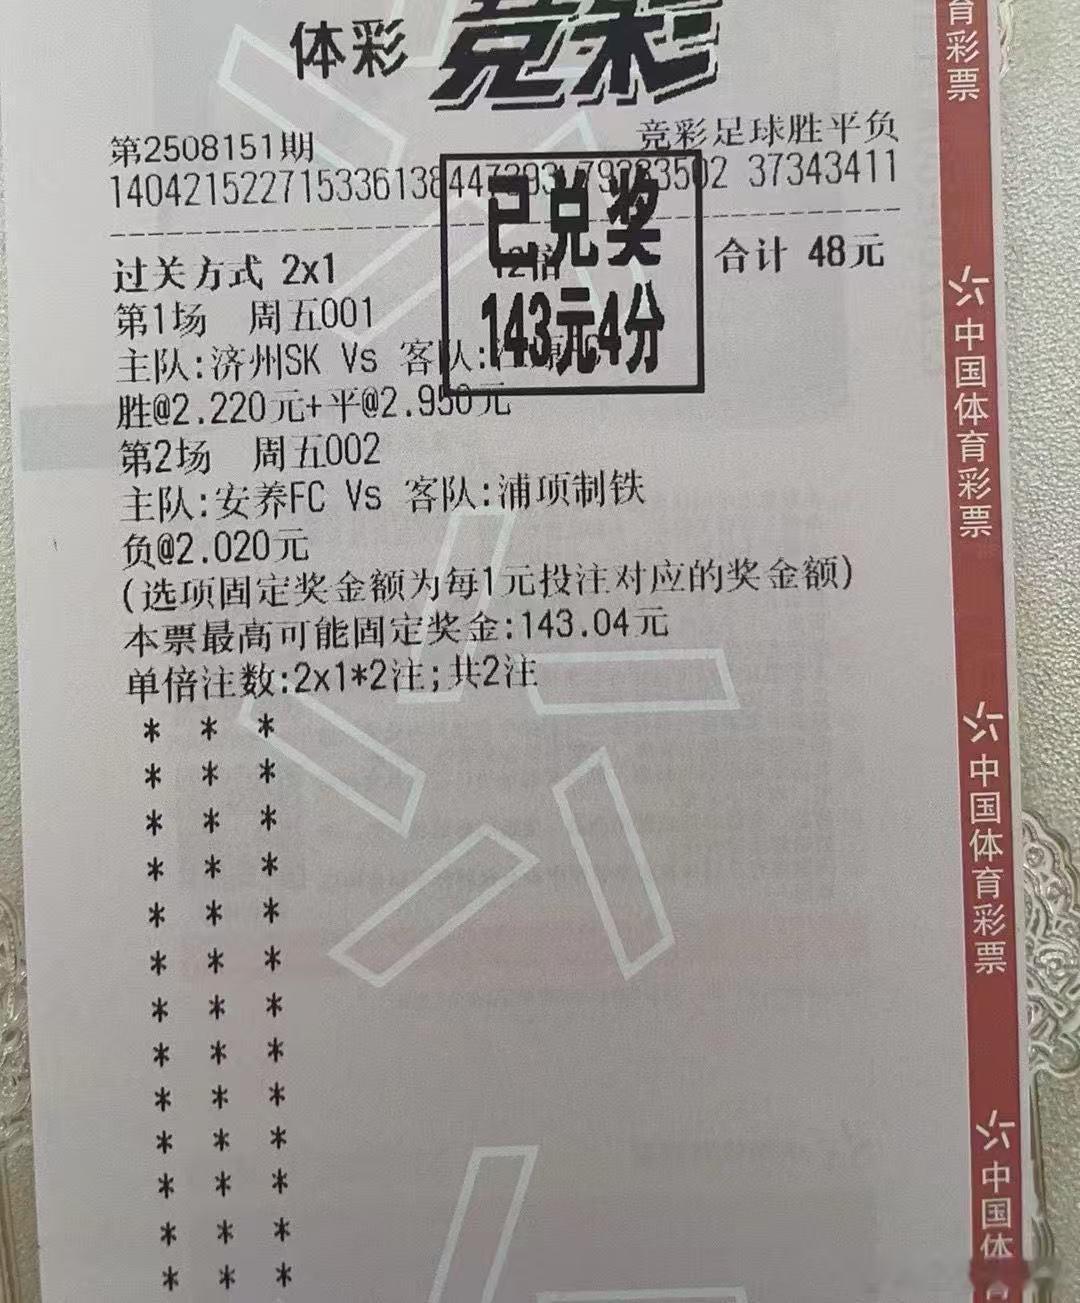 体彩 竞彩
第2508151期 竞彩足球胜平负
02 37343411
已兑奖
143元4分
过关方式 2x1 12倍 合计 48元
第1场 周五001
主队:济州SK Vs 客队:
胜@2.220元+平@2.950元
第2场 周五002
主队:安养FC Vs 客队:浦项制铁
负@2.020元
(选项固定奖金额为每1元投注对应的奖金额)
本票最高可能固定奖金:143.04元
单倍注数:2x1*2注;共2注
* * *
* * *
* * *
* * *
* * *
* * *
* * *
* * *
* * *
* * *
* * *
* * *
* * *
育彩票
中国体育彩票
中国体育彩票
中国体